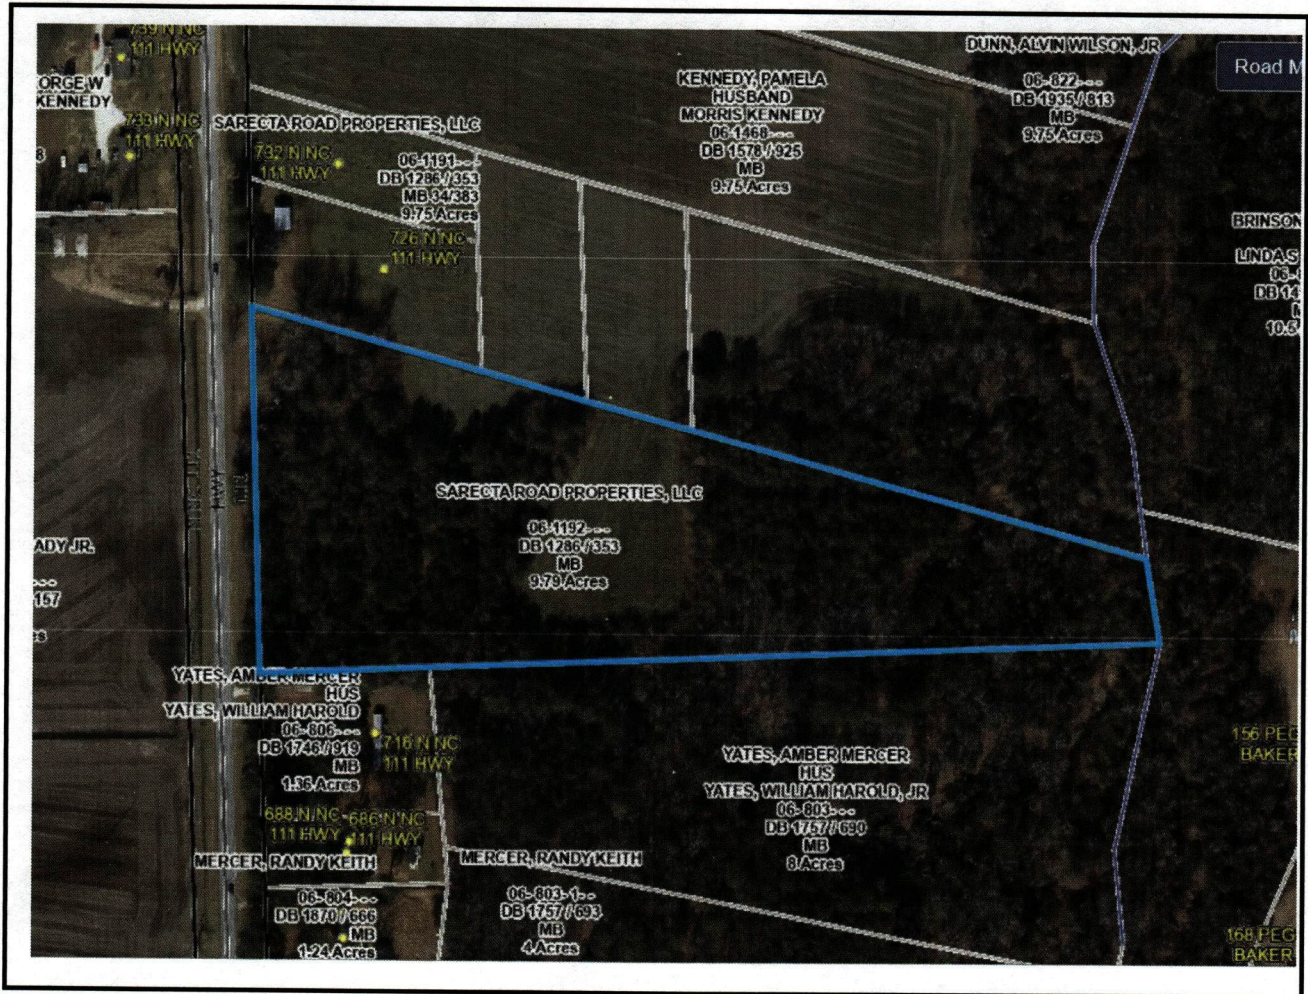 739 N NC
111 HWY
ORGE W
KENNEDY
733 N NC
111 HWY
8
SARECTA ROAD PROPERTIES, LLC
732 N NC
111 HWY
06-1191- - -
DB 1286 / 353
MB 34/383
9.75 Acres
726 N NC
111 HWY
KENNEDY, PAMELA
HUSBAND
MORRIS KENNEDY
06-1468- - -
DB 1578 / 925
MB
9.75 Acres
DUNN, ALVIN WILSON, JR
06- 822- - -
DB 1935 / 813
MB
9.75 Acres
Road M
BRINSON
LINDA S
06-
DB 14
10.5
HWY
SARECTA ROAD PROPERTIES, LLC
06-1192- - -
DB 1286 / 353
MB
9.79 Acres
ADY JR.
- - -
157
es
YATES, AMBER MERCER
HUS
YATES, WILLIAM HAROLD
06- 806- - -
DB 1746 / 919
MB
1.36 Acres
716 N NC
111 HWY
688 N NC
111 HWY
686 N NC
111 HWY
MERCER, RANDY KEITH
06- 804- - -
DB 1870 / 666
MB
1.24 Acres
MERCER, RANDY KEITH
06- 803-1- -
DB 1757 / 693
MB
4 Acres
YATES, AMBER MERCER
HUS
YATES, WILLIAM HAROLD, JR
06- 803- - -
DB 1757 / 690
MB
8 Acres
156 PEG
BAKER
168 PEG
BAKER